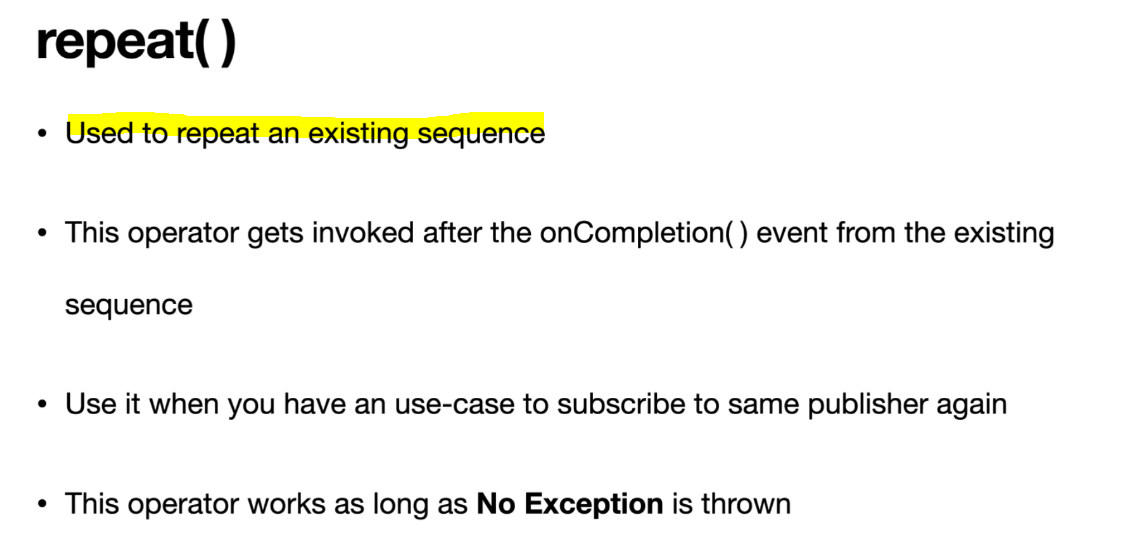 repeat( )
• Used to repeat an existing sequence
• This operator gets invoked after the onCompletion( ) event from the existing
sequence
• Use it when you have an use-case to subscribe to same publisher again
• This operator works as long as No Exception is thrown